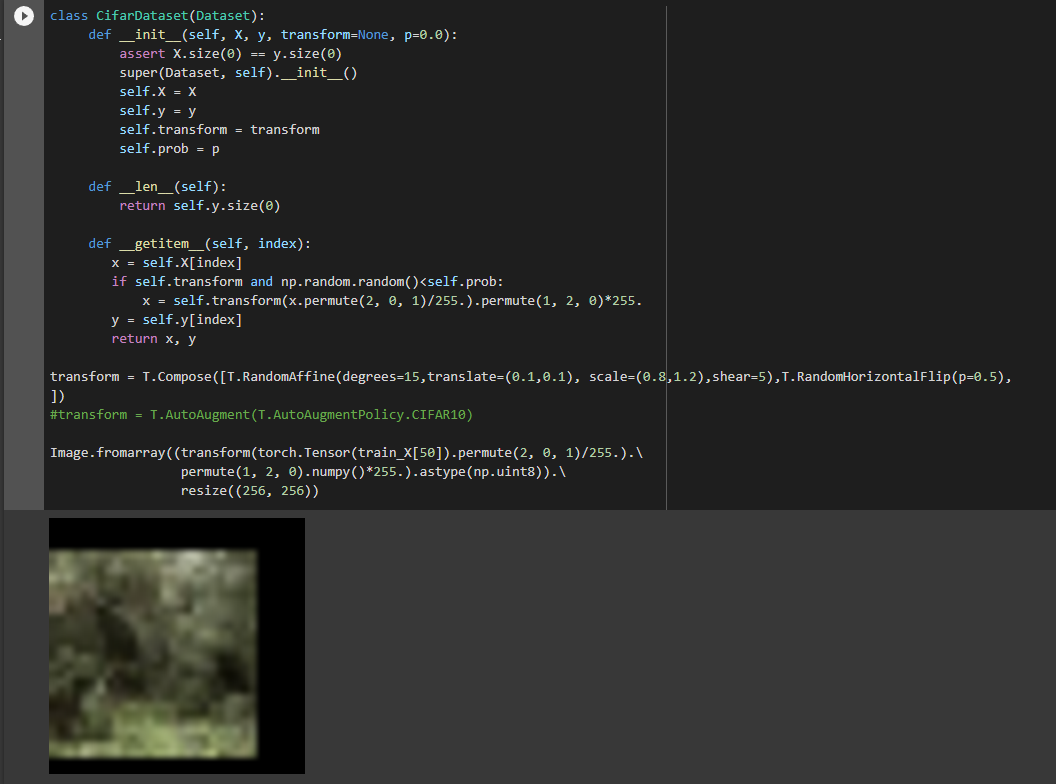 class CifarDataset(Dataset):
def __init__(self, X, y, transform=None, p=0.0):
assert X.size(0) == y.size(0)
super(Dataset, self).__init__()
self.X = X
self.y = y
self.transform = transform
self.prob = p
def __len__(self):
return self.y.size(0)
def __getitem__(self, index):
x = self.X[index]
if self.transform and np.random.random()<self.prob:
x = self.transform(x.permute(2, 0, 1)/255.).permute(1, 2, 0)*255.
y = self.y[index]
return x, y
transform = T.Compose([T.RandomAffine(degrees=15,translate=(0.1,0.1), scale=(0.8,1.2),shear=5),T.RandomHorizontalFlip(p=0.5),
])
#transform = T.AutoAugment(T.AutoAugmentPolicy.CIFAR10)
Image.fromarray((transform(torch.Tensor(train_X[50]).permute(2, 0, 1)/255.).\
permute(1, 2, 0).numpy()*255.).astype(np.uint8)).\
resize((256, 256))